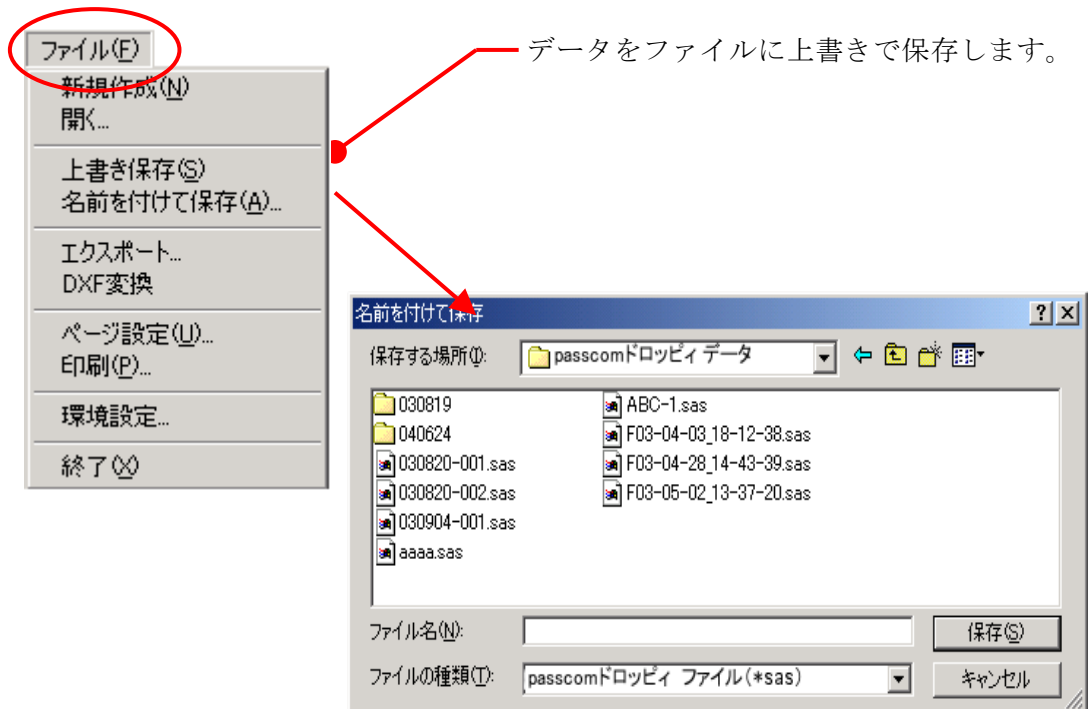 ファイル(F)
新規作成(N)
開く...
上書き保存(S)
名前を付けて保存(A)...
エクスポート...
DXF変換
ページ設定(U)...
印刷(P)...
環境設定...
終了(X)
データをファイルに上書きで保存します。
名前を付けて保存
保存する場所(I):
passcomドロッピィ データ
030819
040624
030820-001.sas
030820-002.sas
030904-001.sas
aaaa.sas
ABC-1.sas
F03-04-03_18-12-38.sas
F03-04-28_14-43-39.sas
F03-05-02_13-37-20.sas
ファイル名(N):
保存(S)
ファイルの種類(T):
passcomドロッピィ ファイル(*sas)
キャンセル